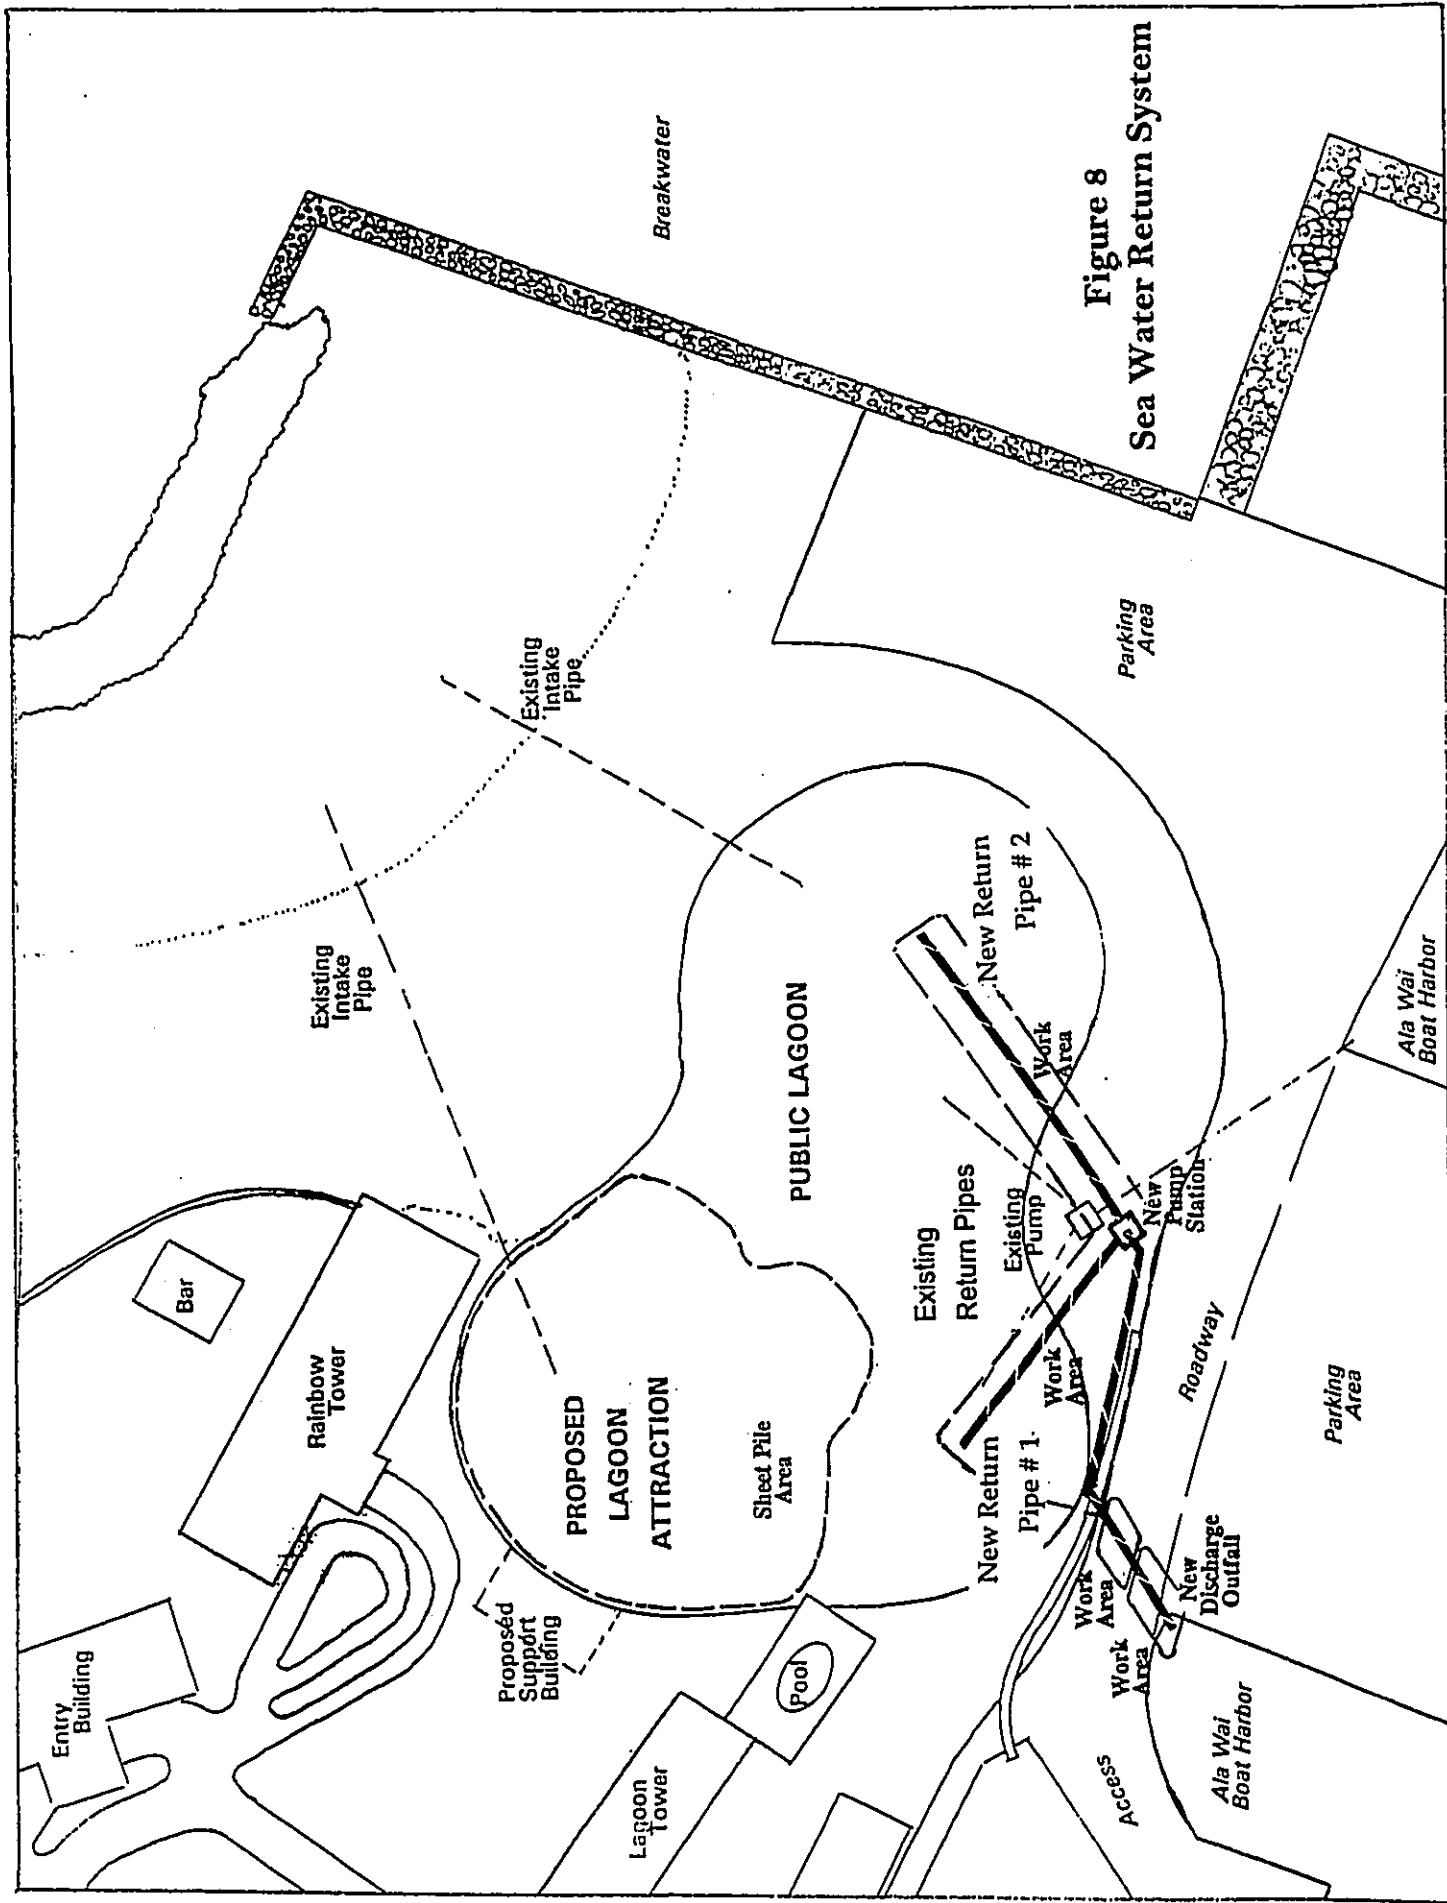 Entry
Building
Bar
Rainbow
Tower
Existing
Intake
Pipe
Existing
Intake
Pipe
Breakwater
Proposed
Support
Building
PROPOSED
LAGOON
ATTRACTION
Sheet Pile
Area
PUBLIC LAGOON
Lagoon
Tower
Pool
Existing
Return Pipes
Existing
Pump
New Return
Pipe # 2
Work
Area
New Return
Pipe # 1
Work
Area
New
Pump
Station
Work
Area
Work
Area
New
Discharge
Outfall
Roadway
Access
Ala Wai
Boat Harbor
Parking
Area
Ala Wai
Boat Harbor
Parking
Area
Figure 8
Sea Water Return System